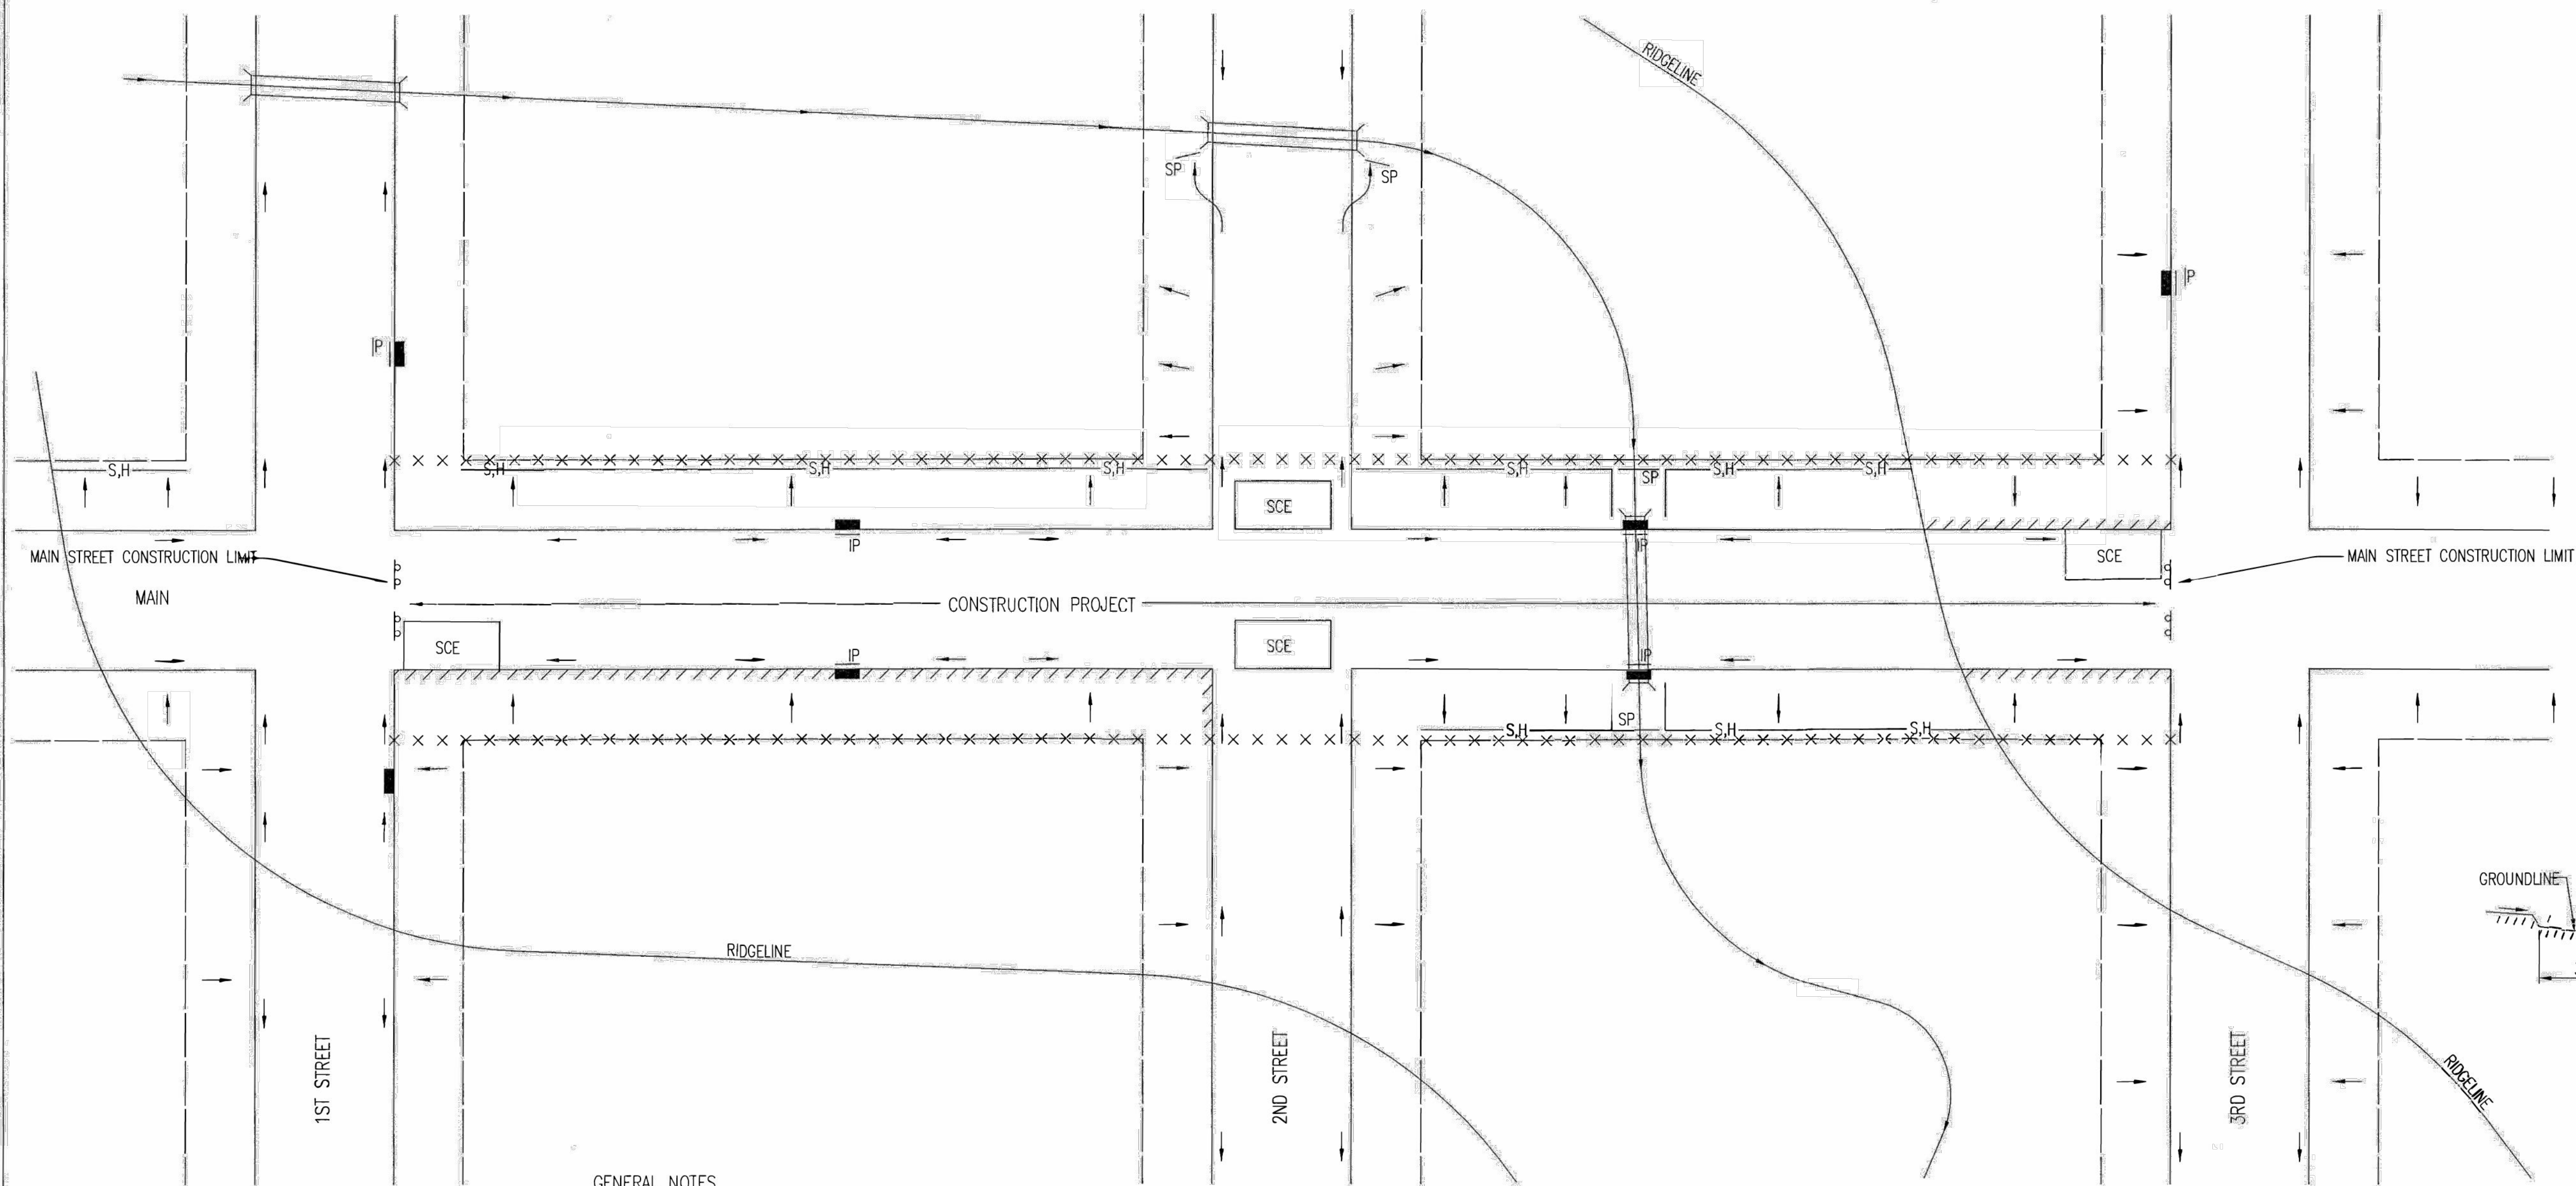 RIDGELINE
SP
SP
IP
IP
S,H
S,H
S,H
S,H
S,H
SP
S,H
S,H
SCE
MAIN STREET CONSTRUCTION LIMIT
IP
IP
SCE
MAIN STREET CONSTRUCTION LIMIT
MAIN
CONSTRUCTION PROJECT
SCE
IP
SCE
IP
S,H
SP
S,H
S,H
GROUNDLINE
RIDGELINE
1ST STREET
2ND STREET
3RD STREET
RIDGELINE
GENERAL NOTES